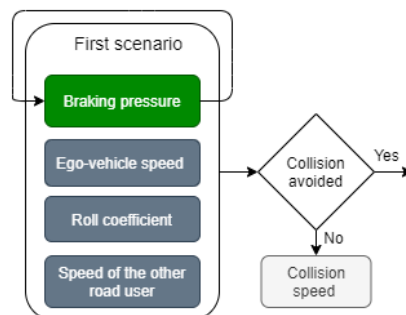 First scenario
Braking pressure
Ego-vehicle speed
Roll coefficient
Speed of the other
road user
Collision
avoided
Yes
No
Collision
speed